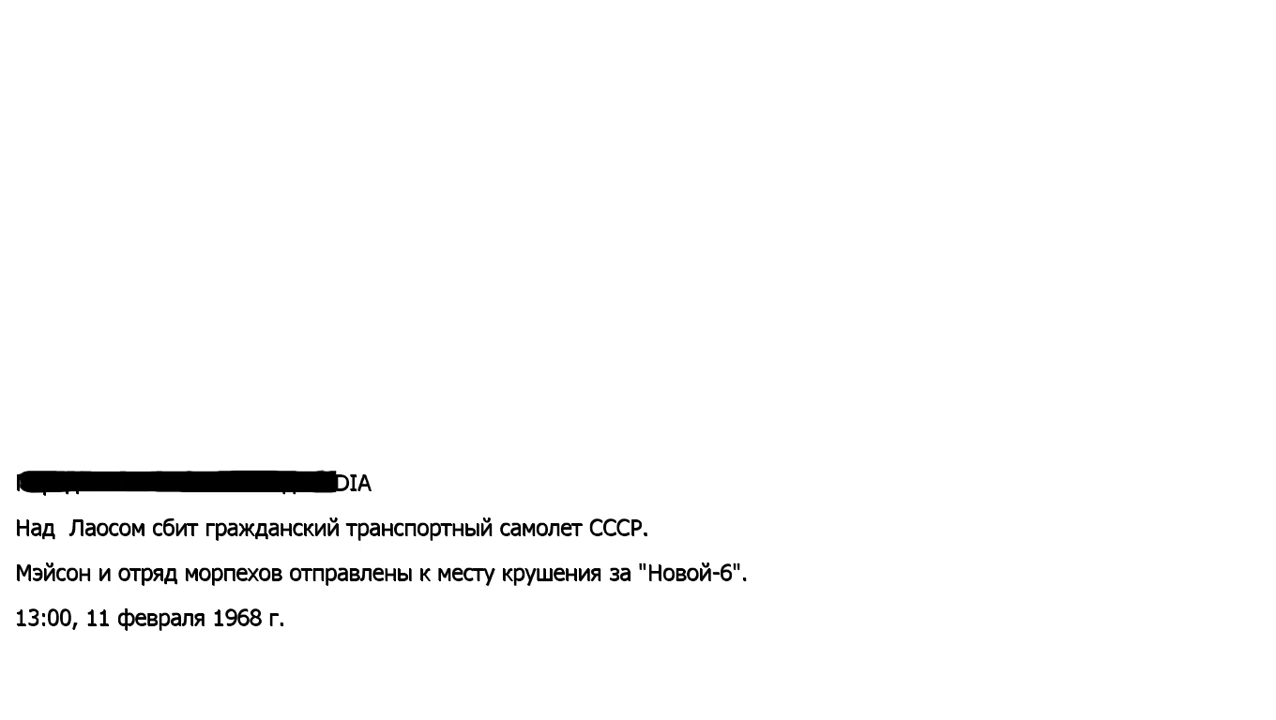 DIA
Над Лаосом сбит гражданский транспортный самолет СССР.
Мэйсон и отряд морпехов отправлены к месту крушения за "Новой-6".
13:00, 11 февраля 1968 г.